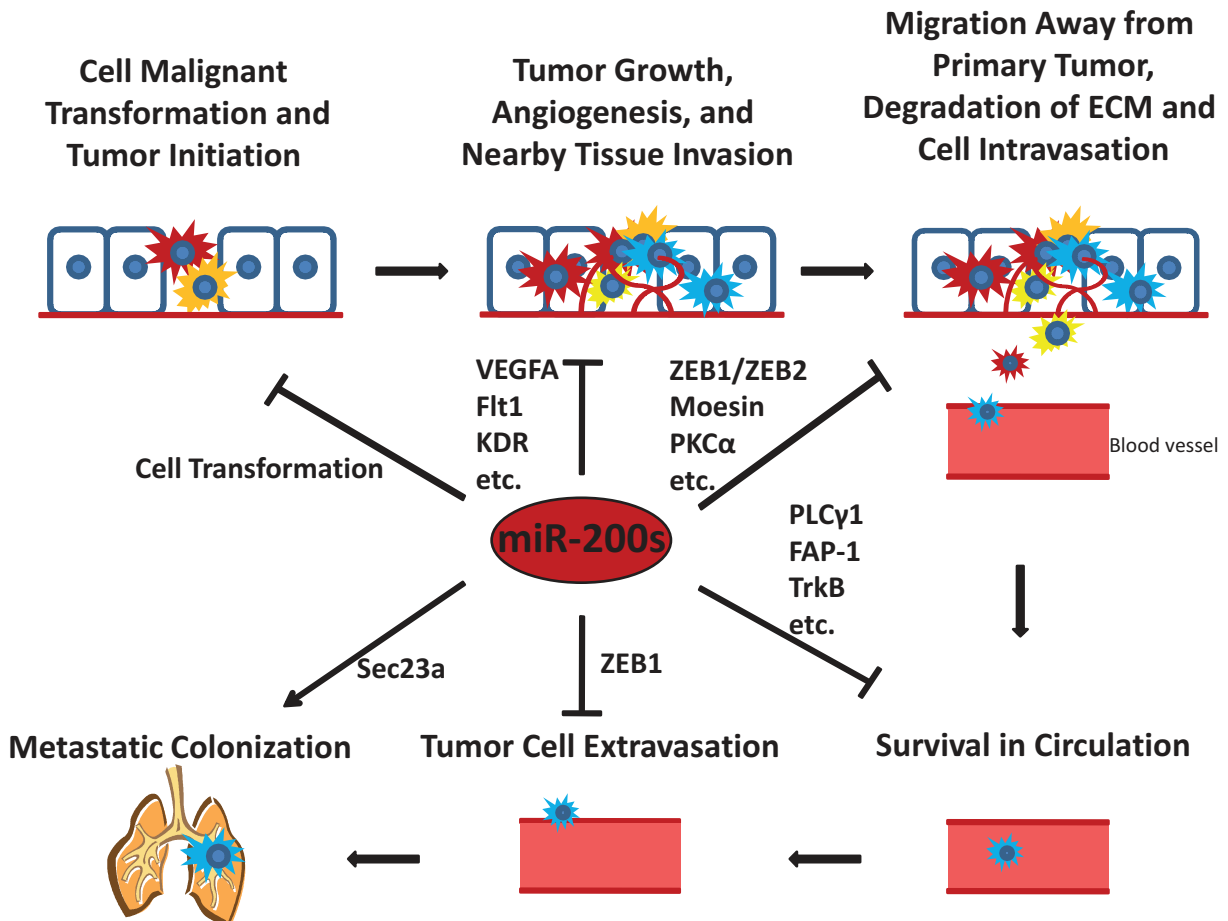 Cell Malignant
Transformation and
Tumor Initiation
Tumor Growth,
Angiogenesis, and
Nearby Tissue Invasion
Migration Away from
Primary Tumor,
Degradation of ECM and
Cell Intravasation
Cell Transformation
VEGFA
Flt1
KDR
etc.
ZEB1/ZEB2
Moesin
PKCα
etc.
Blood vessel
miR-200s
PLCγ1
FAP-1
TrkB
etc.
Sec23a
ZEB1
Metastatic Colonization
Tumor Cell Extravasation
Survival in Circulation